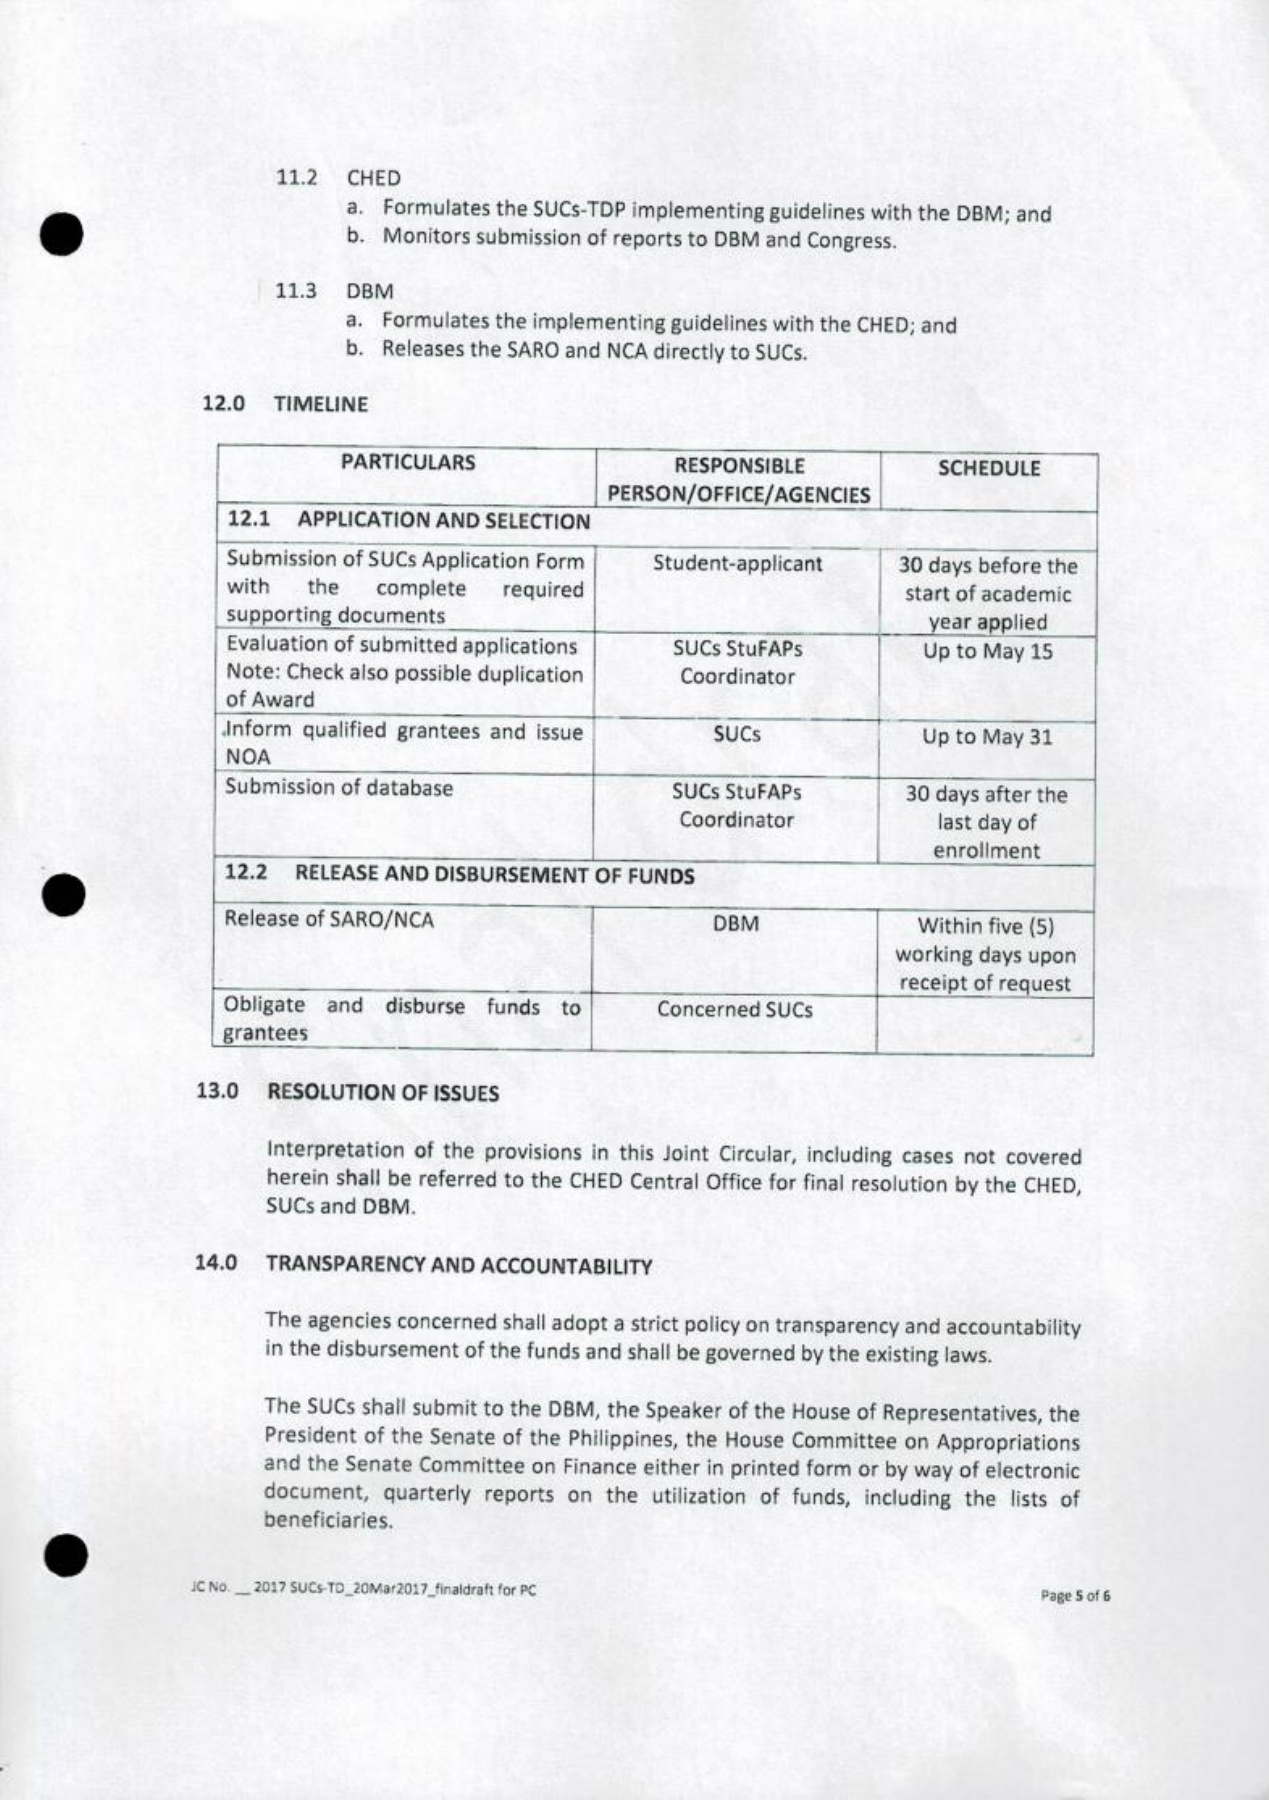 11.2 CHED
a. Formulates the SUCs-TDP implementing guidelines with the DBM; and
b. Monitors submission of reports to DBM and Congress.
11.3 DBM
a. Formulates the implementing guidelines with the CHED; and
b. Releases the SARO and NCA directly to SUCs.
12.0 TIMELINE
PARTICULARS
RESPONSIBLE
PERSON/OFFICE/AGENCIES
SCHEDULE
12.1 APPLICATION AND SELECTION
Submission of SUCs Application Form
with the complete required
supporting documents
Student-applicant
30 days before the
start of academic
year applied
Evaluation of submitted applications
Note: Check also possible duplication
of Award
SUCs StuFAPs
Coordinator
Up to May 15
Inform qualified grantees and issue
NOA
SUCs
Up to May 31
Submission of database
SUCs StuFAPs
Coordinator
30 days after the
last day of
enrollment
12.2 RELEASE AND DISBURSEMENT OF FUNDS
Release of SARO/NCA
DBM
Within five (5)
working days upon
receipt of request
Obligate and disburse funds to
grantees
Concerned SUCs
13.0 RESOLUTION OF ISSUES
Interpretation of the provisions in this Joint Circular, including cases not covered
herein shall be referred to the CHED Central Office for final resolution by the CHED,
SUCs and DBM.
14.0 TRANSPARENCY AND ACCOUNTABILITY
The agencies concerned shall adopt a strict policy on transparency and accountability
in the disbursement of the funds and shall be governed by the existing laws.
The SUCs shall submit to the DBM, the Speaker of the House of Representatives, the
President of the Senate of the Philippines, the House Committee on Appropriations
and the Senate Committee on Finance either in printed form or by way of electronic
document, quarterly reports on the utilization of funds, including the lists of
beneficiaries.
JC No. __ 2017 SUCs-TD_20Mar2017_finaldraft for PC
Page 5 of 6